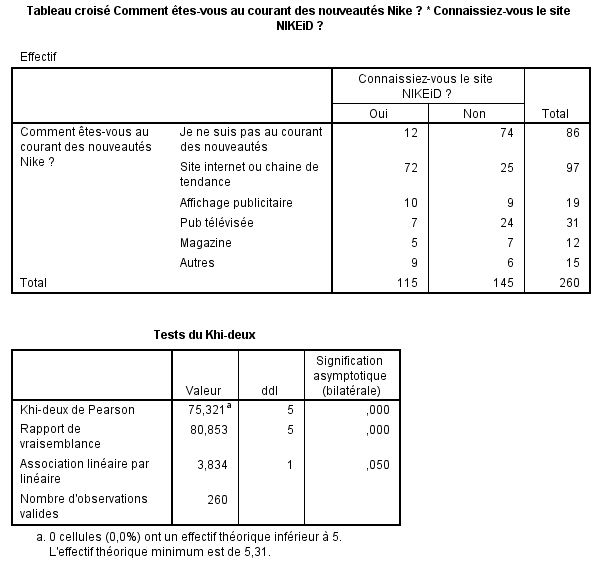 Tableau croisé Comment êtes-vous au courant des nouveautés Nike ? * Connaissiez-vous le site
NIKEiD ?
Effectif
Connaissiez-vous le site
NIKEiD ?
Oui Non Total
Comment êtes-vous au Je ne suis pas au courant 12 74 86
courant des nouveautés des nouveautés
Nike ?
Site internet ou chaine de 72 25 97
tendance
Affichage publicitaire 10 9 19
Pub télévisée 7 24 31
Magazine 5 7 12
Autres 9 6 15
Total 115 145 260
Tests du Khi-deux
Signification
asymptotique
Valeur ddl (bilatérale)
Khi-deux de Pearson 75,321a 5 ,000
Rapport de 80,853 5 ,000
vraisemblance
Association linéaire par 3,834 1 ,050
linéaire
Nombre d'observations 260
valides
a. 0 cellules (0,0%) ont un effectif théorique inférieur à 5.
L'effectif théorique minimum est de 5,31.